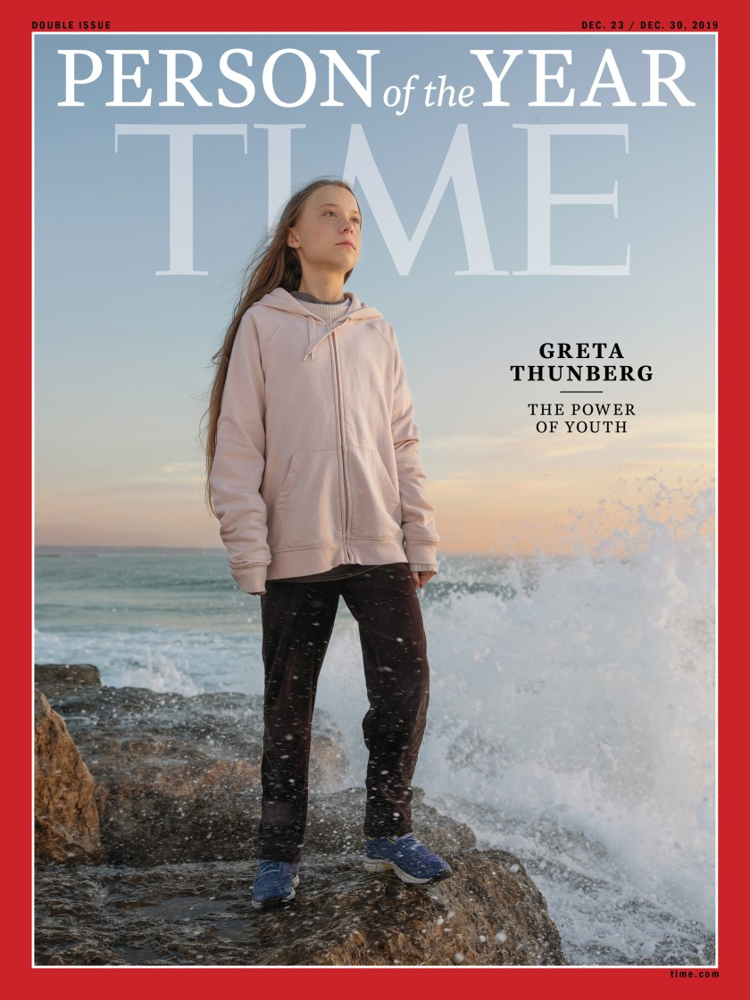 DOUBLE ISSUE
DEC. 23 / DEC. 30, 2019
PERSON of the YEAR
TIME
GRETA
THUNBERG
THE POWER
OF YOUTH
time.com